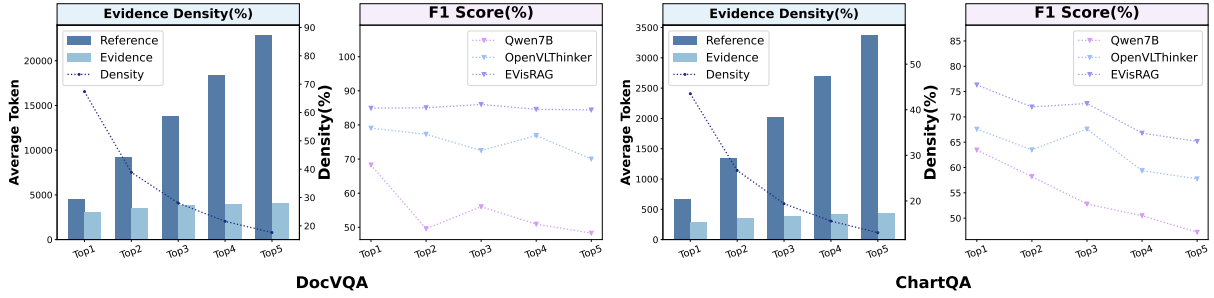 Evidence Density(%)
Average Token
0
5000
10000
15000
20000
Reference
Evidence
Density
20
30
40
50
60
70
80
90
Density(%)
Top1
Top2
Top3
Top4
Top5
F1 Score(%)
50
60
70
80
90
100
Qwen7B
OpenVLThinker
EVisRAG
Top1
Top2
Top3
Top4
Top5
DocVQA
Evidence Density(%)
Average Token
0
500
1000
1500
2000
2500
3000
3500
Reference
Evidence
Density
20
30
40
50
Density(%)
Top1
Top2
Top3
Top4
Top5
F1 Score(%)
50
55
60
65
70
75
80
85
Qwen7B
OpenVLThinker
EVisRAG
Top1
Top2
Top3
Top4
Top5
ChartQA